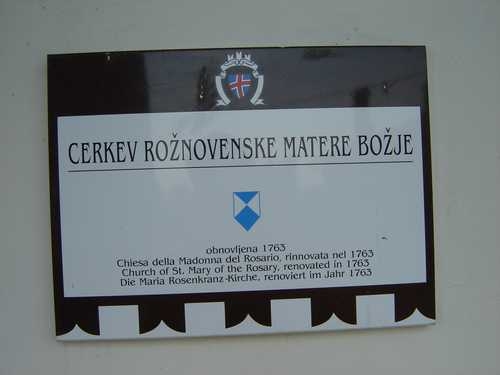 CERKEV ROŽNOVENSKE MATERE BOŽJE
obnovljena 1763
Chiesa della Madonna del Rosario, rinnovata nel 1763
Church of St. Mary of the Rosary, renovated in 1763
Die Maria Rosenkranz-Kirche, renoviert im Jahr 1763